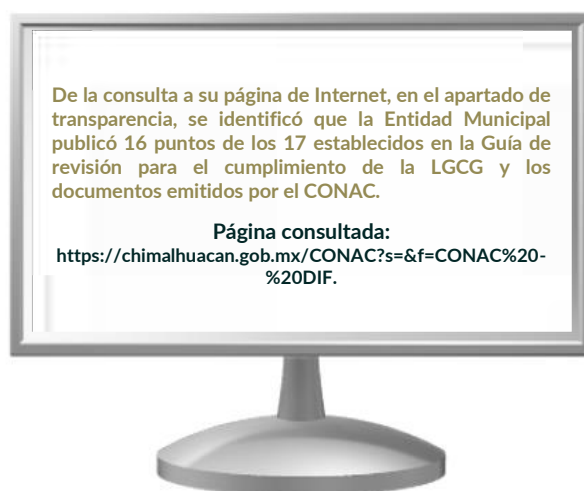 De la consulta a su página de Internet, en el apartado de
transparencia, se identificó que la Entidad Municipal
publicó 16 puntos de los 17 establecidos en la Guía de
revisión para el cumplimiento de la LGCG y los
documentos emitidos por el CONAC.
Página consultada:
https://chimalhuacan.gob.mx/CONAC?s=&f=CONAC%20-
%20DIF.